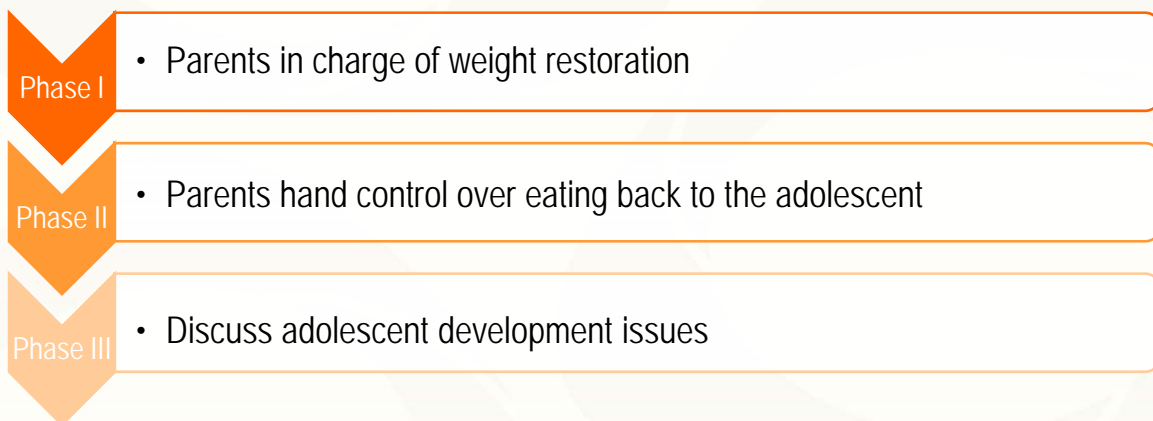 Phase I
• Parents in charge of weight restoration
Phase II
• Parents hand control over eating back to the adolescent
Phase III
• Discuss adolescent development issues